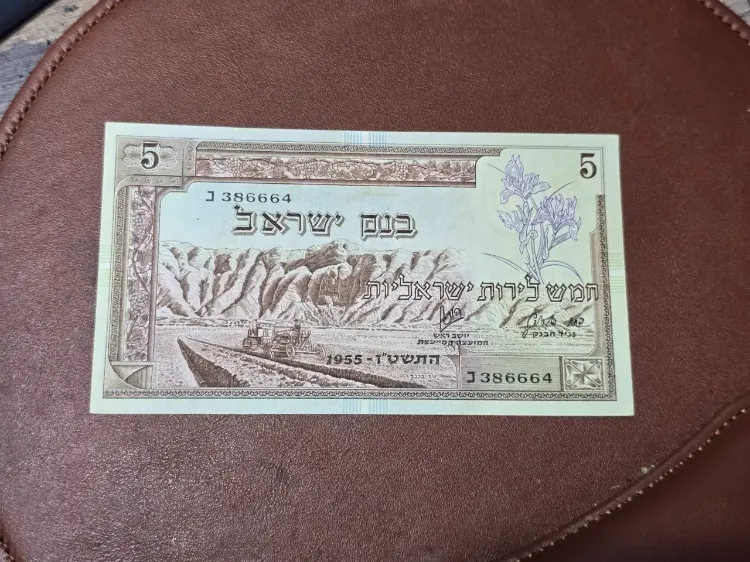 5
5
נ 386664
בנק ישראל
חמש לירות ישראליות
יושב ראש
המועצה המייעצת
נגיד הבנק
התשט"ו - 1955
נ 386664